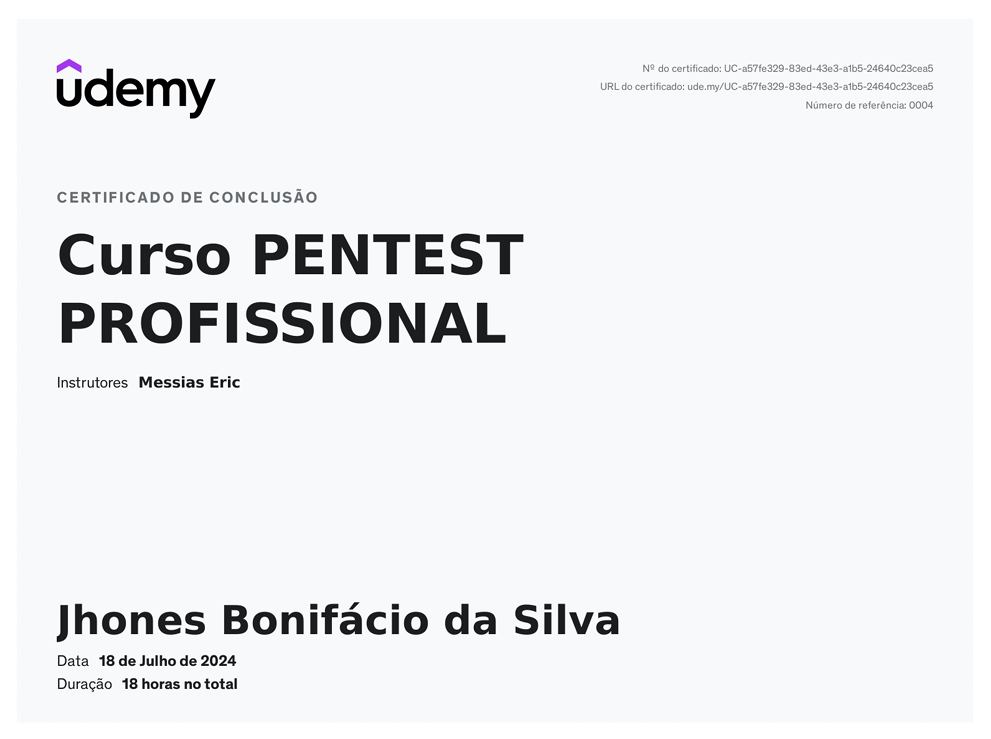 udemy
Nº do certificado: UC-a57fe329-83ed-43e3-a1b5-24640c23cea5
URL do certificado: ude.my/UC-a57fe329-83ed-43e3-a1b5-24640c23cea5
Número de referência: 0004
CERTIFICADO DE CONCLUSÃO
Curso PENTEST
PROFISSIONAL
Instrutores Messias Eric
Jhones Bonifácio da Silva
Data 18 de Julho de 2024
Duração 18 horas no total